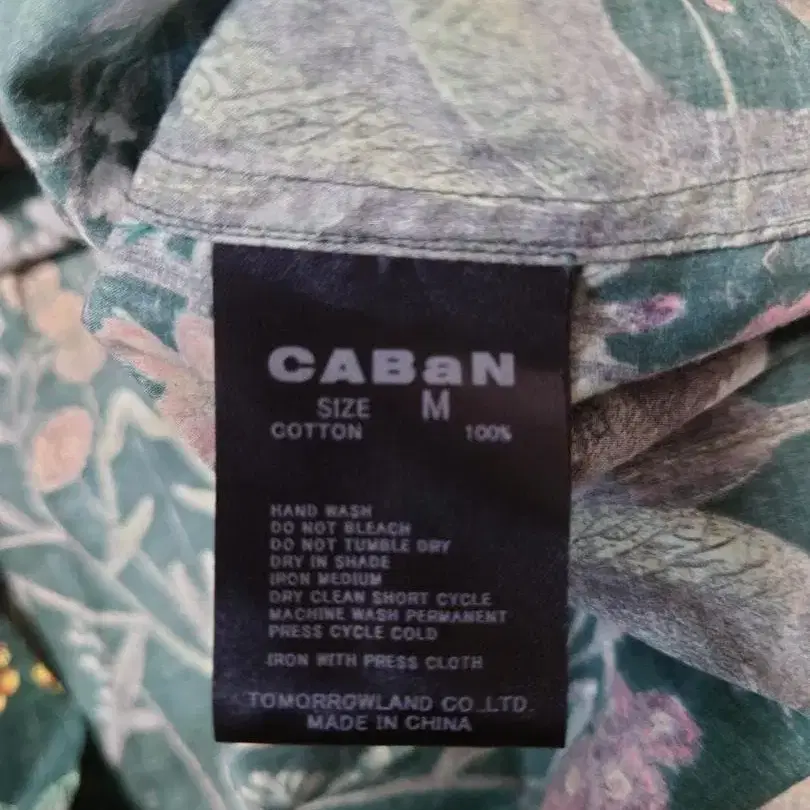 CABaN
SIZE M
COTTON 100%
HAND WASH
DO NOT BLEACH
DO NOT TUMBLE DRY
DRY IN SHADE
IRON MEDIUM
DRY CLEAN SHORT CYCLE
MACHINE WASH PERMANENT
PRESS CYCLE COLD
IRON WITH PRESS CLOTH
TOMORROWLAND CO.,LTD.
MADE IN CHINA